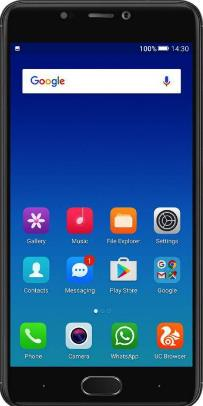 100% 14:30
Google
Gallery Music File Explorer Settings
1
Contacts Messaging Play Store Google
Phone Camera WhatsApp UC Browser